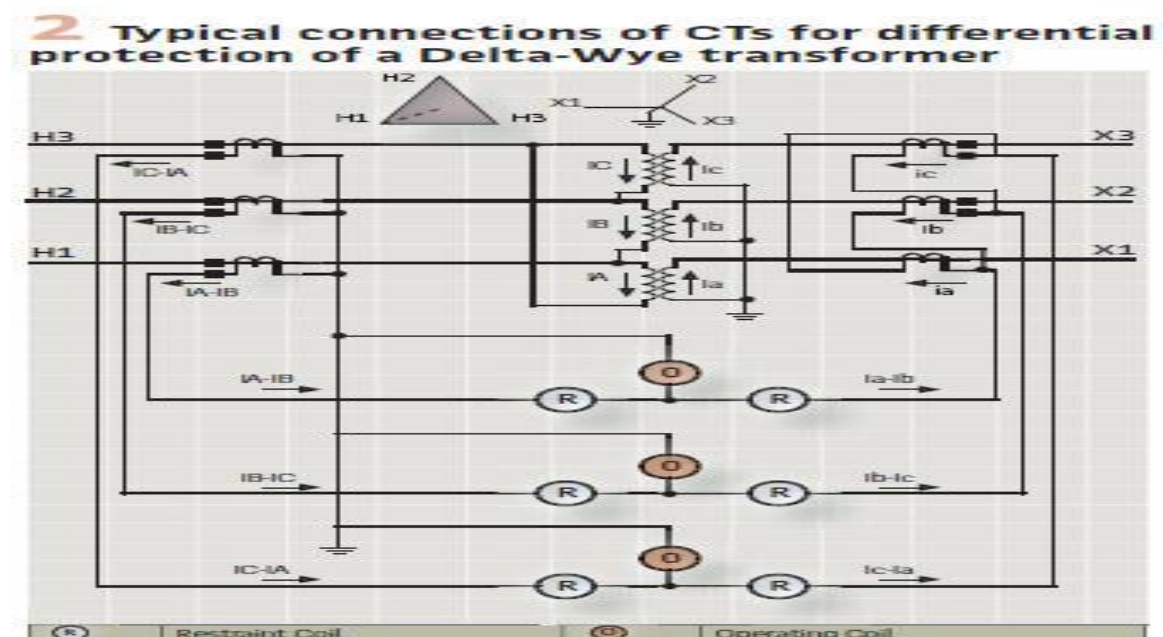 2 Typical connections of CTs for differential
protection of a Delta-Wye transformer
H2
X2
X1
H1
H3
X3
H3
X3
IC
Ic
IC-IA
ic
H2
X2
IB-IC
IB
Ib
Ib
H1
X1
IA-IB
IA
Ia
ia
O
IA-IB
Ia-Ib
R
R
O
IB-IC
Ib-Ic
R
R
O
IC-IA
Ic-Ia
R
R
R Restraint Coil O Operating Coil